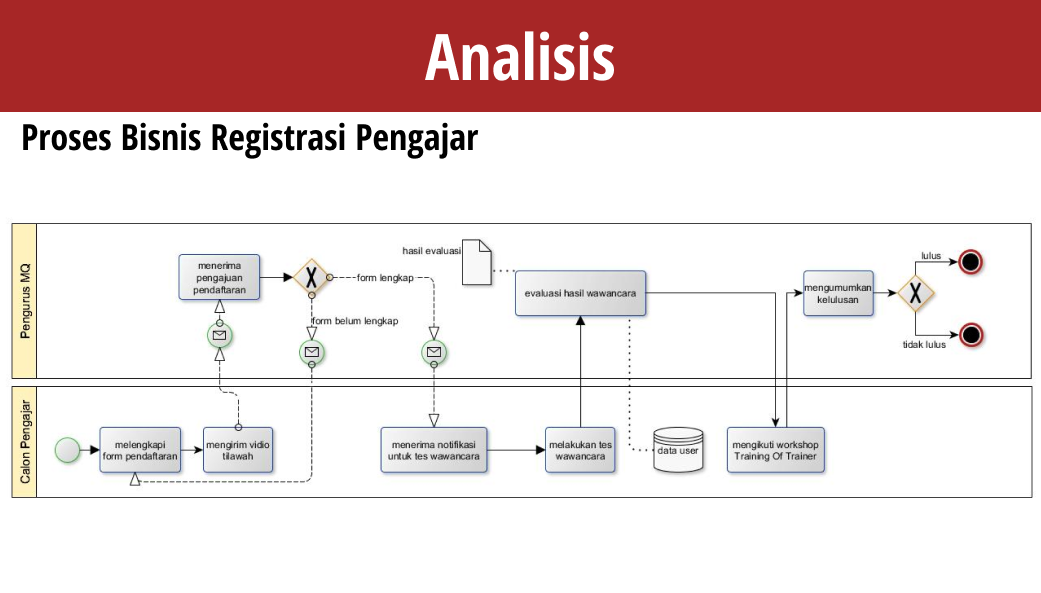 Analisis
Proses Bisnis Registrasi Pengajar
Pengurus MQ
menerima
pengajuan
pendaftaran
form lengkap
form belum lengkap
hasil evaluasi
evaluasi hasil wawancara
mengumumkan
kelulusan
lulus
tidak lulus
Calon Pengajar
melengkapi
form pendaftaran
mengirim vidio
tilawah
menerima notifikasi
untuk tes wawancara
melakukan tes
wawancara
data user
mengikuti workshop
Training Of Trainer